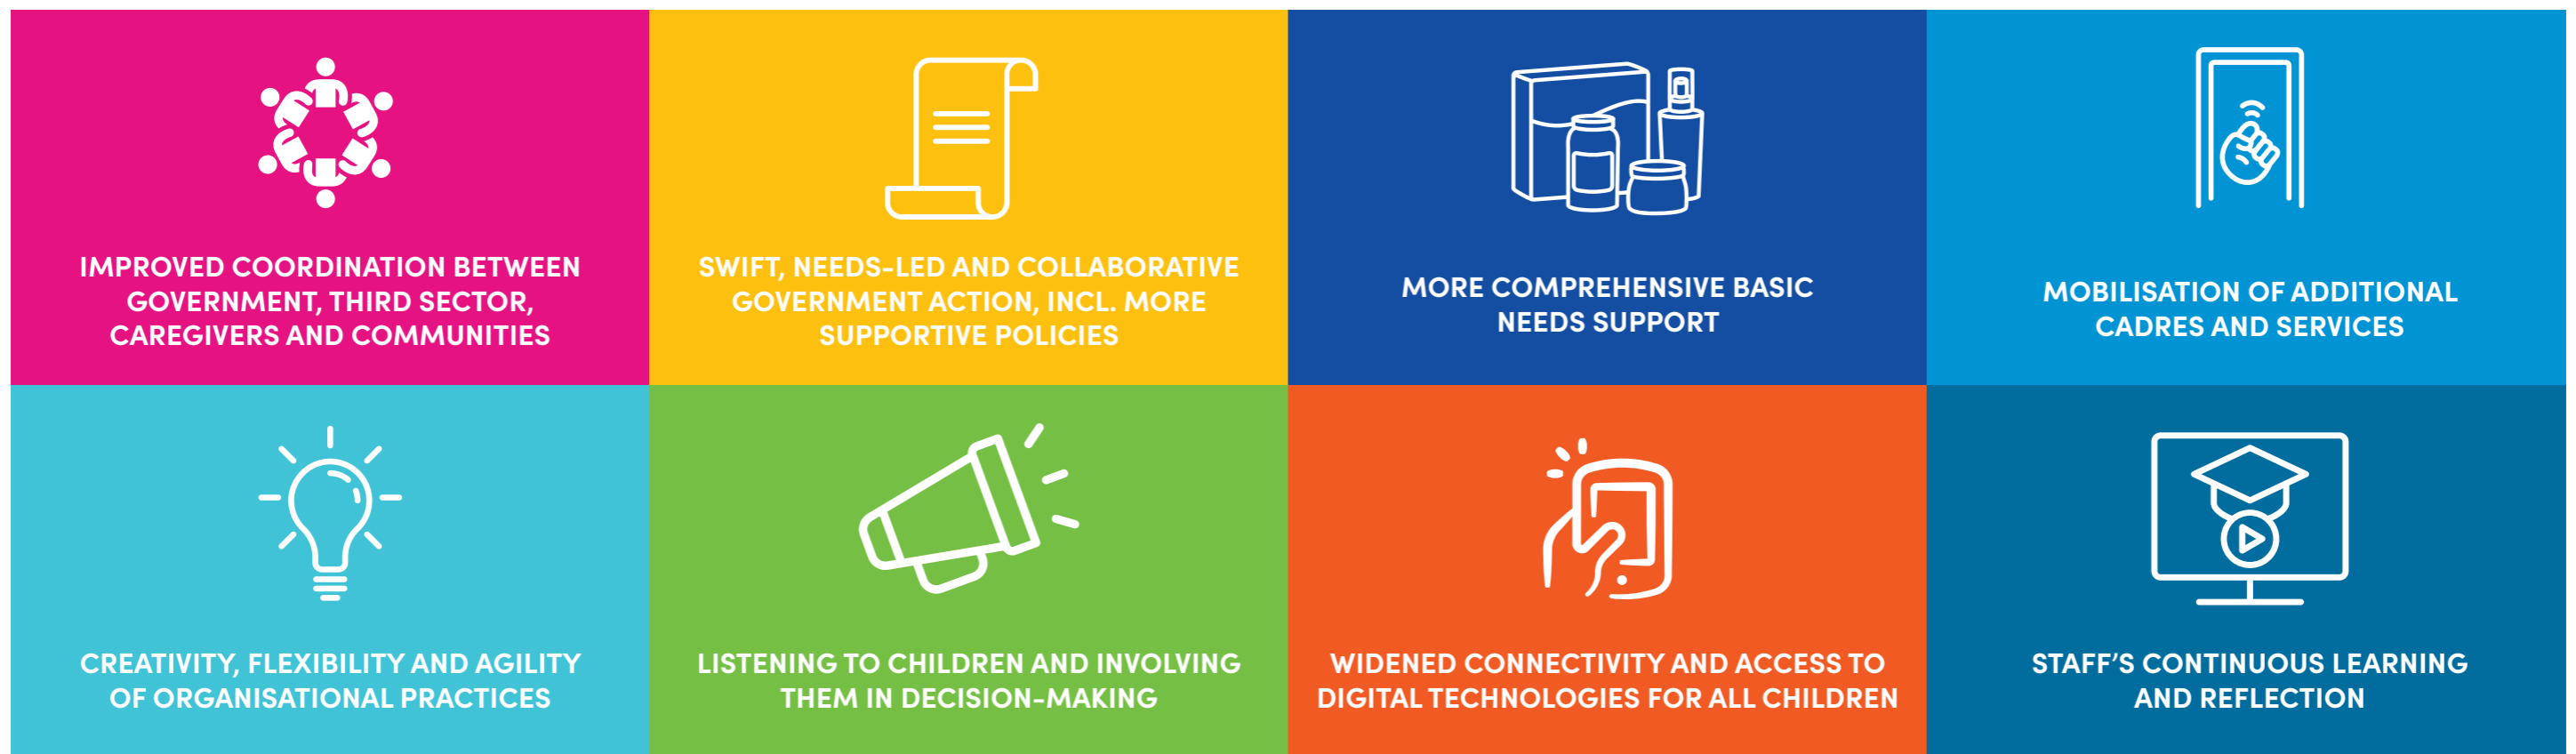 IMPROVED COORDINATION BETWEEN
GOVERNMENT, THIRD SECTOR,
CAREGIVERS AND COMMUNITIES
SWIFT, NEEDS-LED AND COLLABORATIVE
GOVERNMENT ACTION, INCL. MORE
SUPPORTIVE POLICIES
MORE COMPREHENSIVE BASIC
NEEDS SUPPORT
MOBILISATION OF ADDITIONAL
CADRES AND SERVICES
CREATIVITY, FLEXIBILITY AND AGILITY
OF ORGANISATIONAL PRACTICES
LISTENING TO CHILDREN AND INVOLVING
THEM IN DECISION-MAKING
WIDENED CONNECTIVITY AND ACCESS TO
DIGITAL TECHNOLOGIES FOR ALL CHILDREN
STAFF’S CONTINUOUS LEARNING
AND REFLECTION